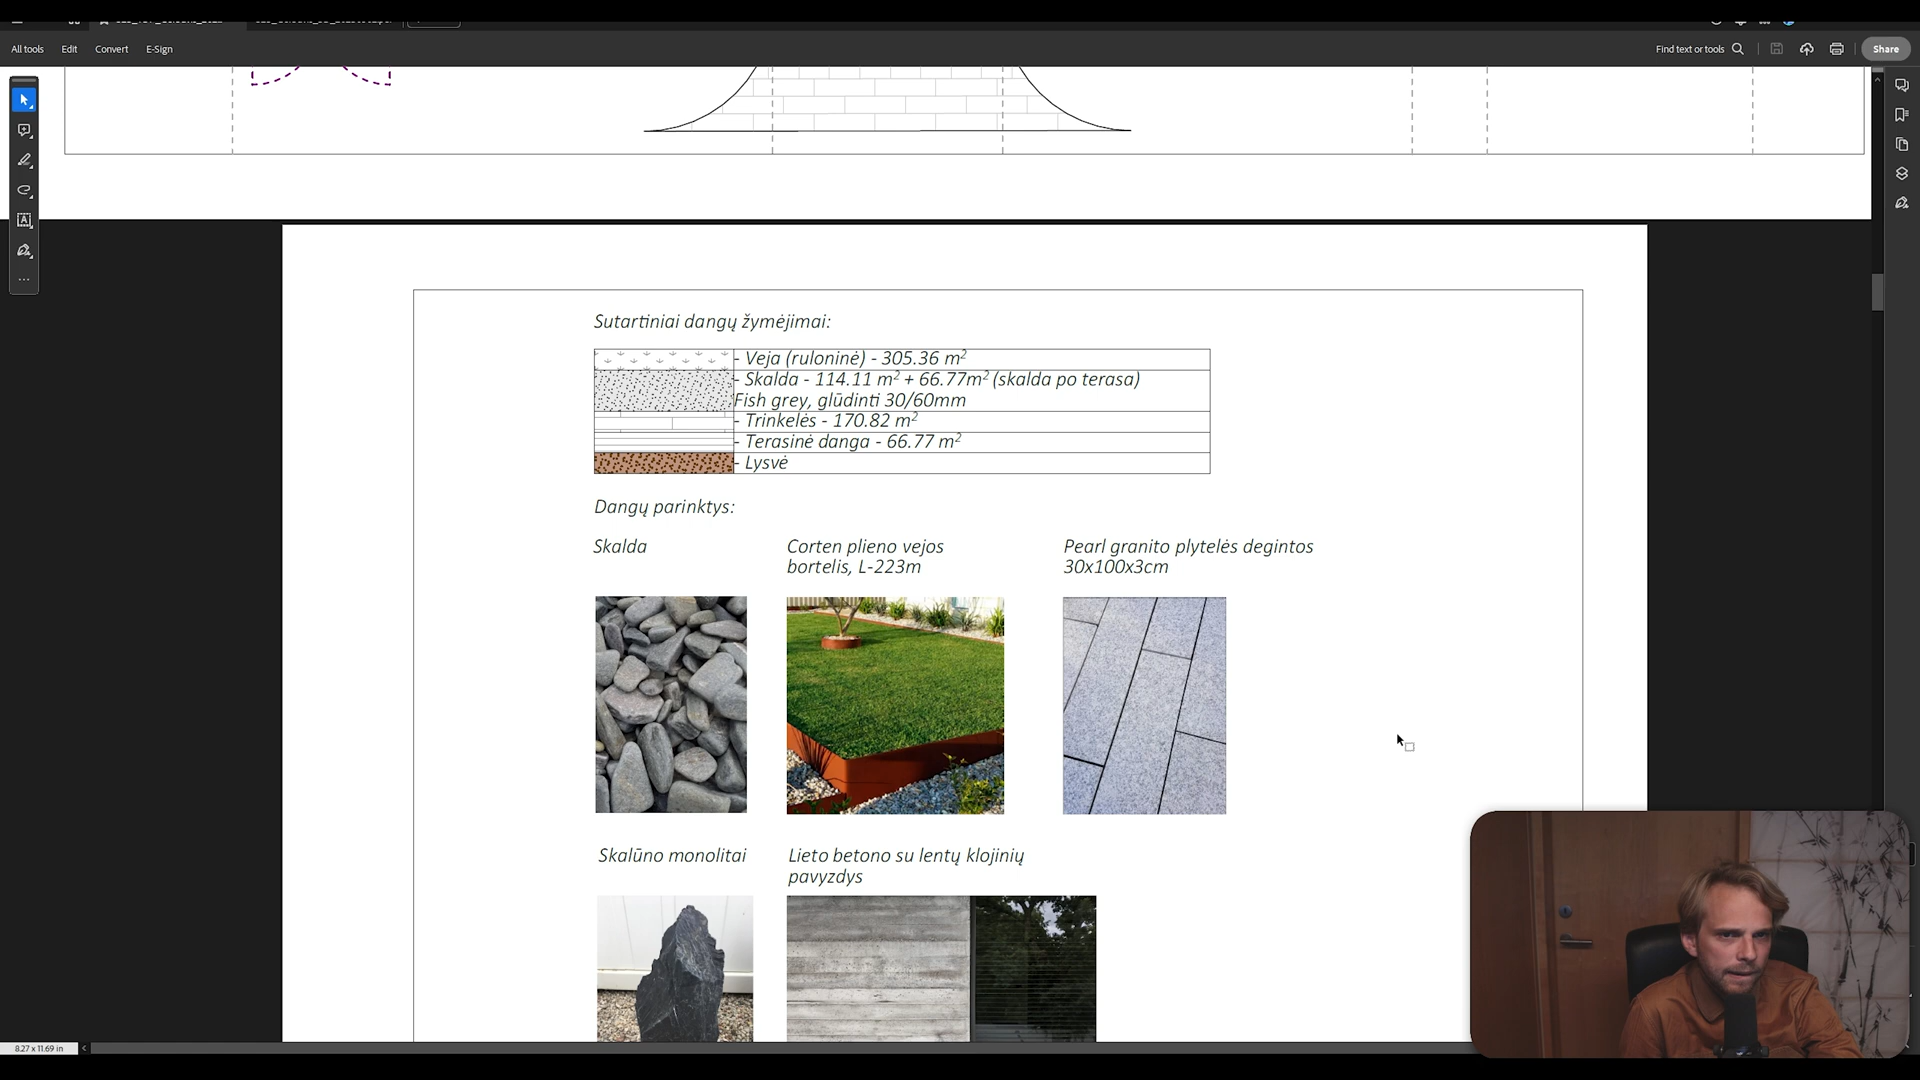 All tools
Edit
Convert
E-Sign
Find text or tools
Share
Sutartiniai dangų žymėjimai:
- Veja (ruloninė) - 305.36 m²
- Skalda - 114.11 m² + 66.77m² (skalda po terasa)
Fish grey, glūdinti 30/60mm
- Trinkelės - 170.82 m²
- Terasinė danga - 66.77 m²
- Lysvė
Dangų parinktys:
Skalda
Corten plieno vejos
bortelis, L-223m
Pearl granito plytelės degintos
30x100x3cm
Skalūno monolitai
Lieto betono su lentų klojinių
pavyzdys
8.27 x 11.69 in